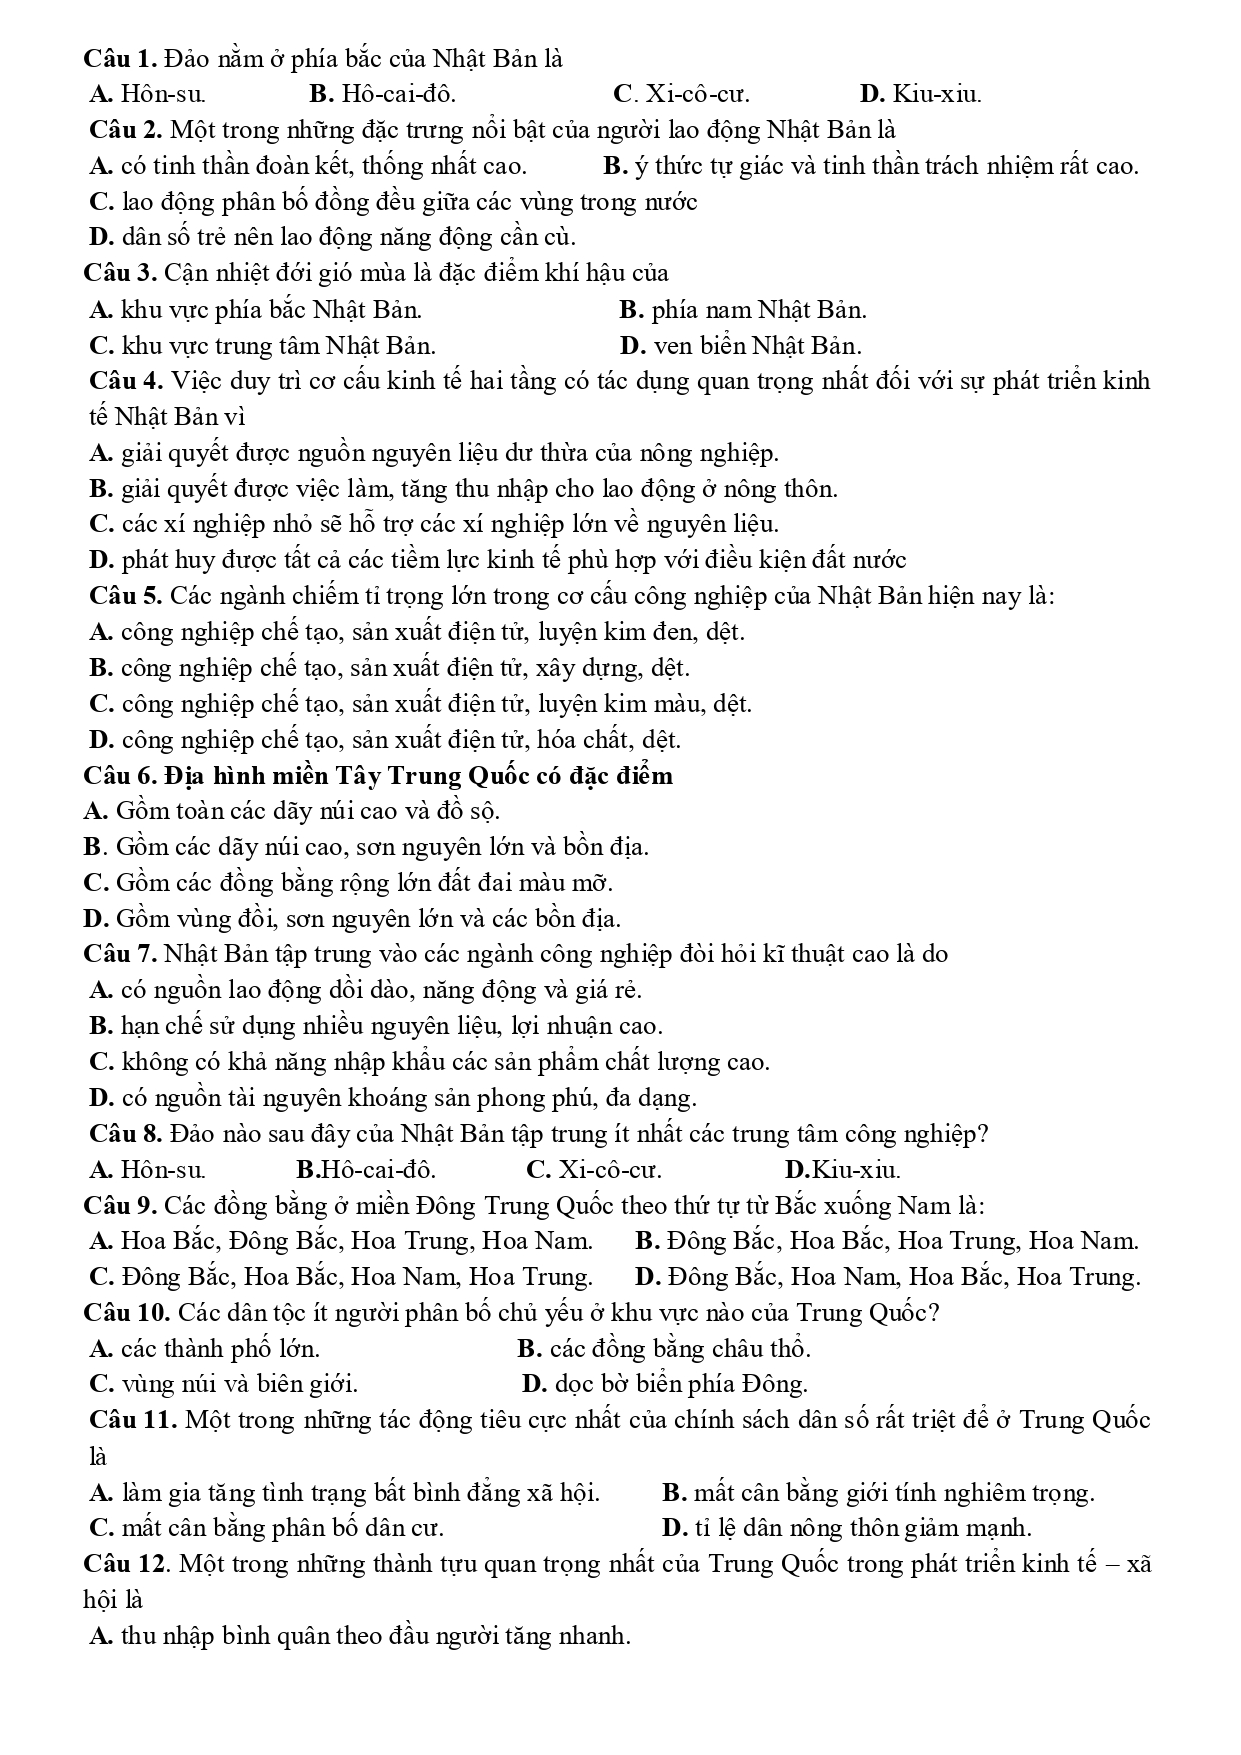 Câu 1. Đảo nằm ở phía bắc của Nhật Bản là
A. Hôn-su. B. Hô-cai-đô. C. Xi-cô-cư. D. Kiu-xiu.
Câu 2. Một trong những đặc trưng nổi bật của người lao động Nhật Bản là
A. có tinh thần đoàn kết, thống nhất cao. B. ý thức tự giác và tinh thần trách nhiệm rất cao.
C. lao động phân bố đồng đều giữa các vùng trong nước
D. dân số trẻ nên lao động năng động cần cù.
Câu 3. Cận nhiệt đới gió mùa là đặc điểm khí hậu của
A. khu vực phía bắc Nhật Bản. B. phía nam Nhật Bản.
C. khu vực trung tâm Nhật Bản. D. ven biển Nhật Bản.
Câu 4. Việc duy trì cơ cấu kinh tế hai tầng có tác dụng quan trọng nhất đối với sự phát triển kinh
tế Nhật Bản vì
A. giải quyết được nguồn nguyên liệu dư thừa của nông nghiệp.
B. giải quyết được việc làm, tăng thu nhập cho lao động ở nông thôn.
C. các xí nghiệp nhỏ sẽ hỗ trợ các xí nghiệp lớn về nguyên liệu.
D. phát huy được tất cả các tiềm lực kinh tế phù hợp với điều kiện đất nước
Câu 5. Các ngành chiếm tỉ trọng lớn trong cơ cấu công nghiệp của Nhật Bản hiện nay là:
A. công nghiệp chế tạo, sản xuất điện tử, luyện kim đen, dệt.
B. công nghiệp chế tạo, sản xuất điện tử, xây dựng, dệt.
C. công nghiệp chế tạo, sản xuất điện tử, luyện kim màu, dệt.
D. công nghiệp chế tạo, sản xuất điện tử, hóa chất, dệt.
Câu 6. Địa hình miền Tây Trung Quốc có đặc điểm
A. Gồm toàn các dãy núi cao và đồ sộ.
B. Gồm các dãy núi cao, sơn nguyên lớn và bồn địa.
C. Gồm các đồng bằng rộng lớn đất đai màu mỡ.
D. Gồm vùng đồi, sơn nguyên lớn và các bồn địa.
Câu 7. Nhật Bản tập trung vào các ngành công nghiệp đòi hỏi kĩ thuật cao là do
A. có nguồn lao động dồi dào, năng động và giá rẻ.
B. hạn chế sử dụng nhiều nguyên liệu, lợi nhuận cao.
C. không có khả năng nhập khẩu các sản phẩm chất lượng cao.
D. có nguồn tài nguyên khoáng sản phong phú, đa dạng.
Câu 8. Đảo nào sau đây của Nhật Bản tập trung ít nhất các trung tâm công nghiệp?
A. Hôn-su. B.Hô-cai-đô. C. Xi-cô-cư. D.Kiu-xiu.
Câu 9. Các đồng bằng ở miền Đông Trung Quốc theo thứ tự từ Bắc xuống Nam là:
A. Hoa Bắc, Đông Bắc, Hoa Trung, Hoa Nam. B. Đông Bắc, Hoa Bắc, Hoa Trung, Hoa Nam.
C. Đông Bắc, Hoa Bắc, Hoa Nam, Hoa Trung. D. Đông Bắc, Hoa Nam, Hoa Bắc, Hoa Trung.
Câu 10. Các dân tộc ít người phân bố chủ yếu ở khu vực nào của Trung Quốc?
A. các thành phố lớn. B. các đồng bằng châu thổ.
C. vùng núi và biên giới. D. dọc bờ biển phía Đông.
Câu 11. Một trong những tác động tiêu cực nhất của chính sách dân số rất triệt để ở Trung Quốc
là
A. làm gia tăng tình trạng bất bình đẳng xã hội. B. mất cân bằng giới tính nghiêm trọng.
C. mất cân bằng phân bố dân cư. D. tỉ lệ dân nông thôn giảm mạnh.
Câu 12. Một trong những thành tựu quan trọng nhất của Trung Quốc trong phát triển kinh tế – xã
hội là
A. thu nhập bình quân theo đầu người tăng nhanh.